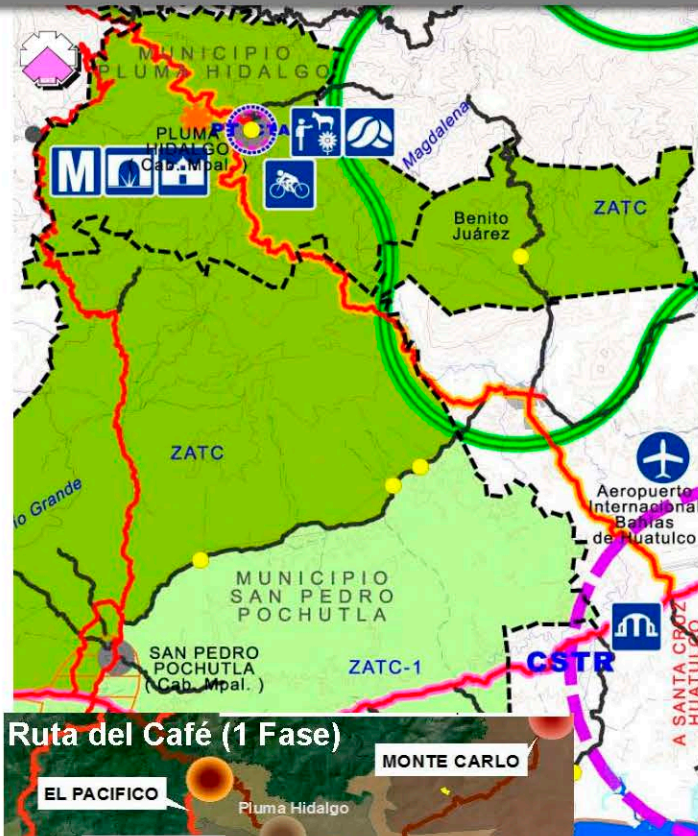 MUNICIPIO
PLUMA HIDALGO
PLUMA
HIDALGO
( Cab. Mpal. )
M
Magdalena
Benito
Juárez
ZATC
ZATC
io Grande
Aeropuerto
Internacional
Bahías
de Huatulco
MUNICIPIO
SAN PEDRO
POCHUTLA
SAN PEDRO
POCHUTLA
( Cab. Mpal. )
ZATC-1
CSTR
A SANTA CRUZ
HUATULCO
Ruta del Café (1 Fase)
MONTE CARLO
EL PACIFICO
Pluma Hidalgo